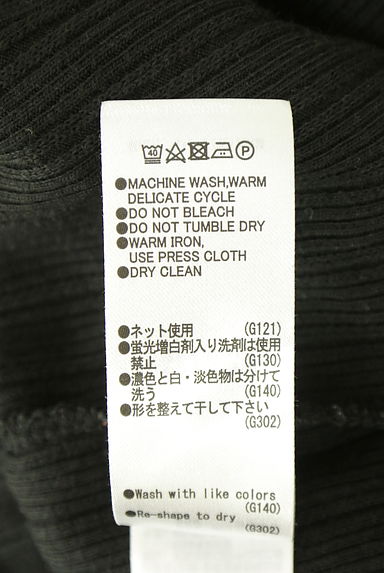 40 P
●MACHINE WASH,WARM
DELICATE CYCLE
●DO NOT BLEACH
●DO NOT TUMBLE DRY
●WARM IRON,
USE PRESS CLOTH
●DRY CLEAN
●ネット使用 (G121)
●蛍光増白剤入り洗剤は使用
禁止 (G130)
●濃色と白・淡色物は分けて
洗う (G140)
●形を整えて干して下さい
(G302)
●Wash with like colors
(G140)
●Re-shape to dry
(G302)